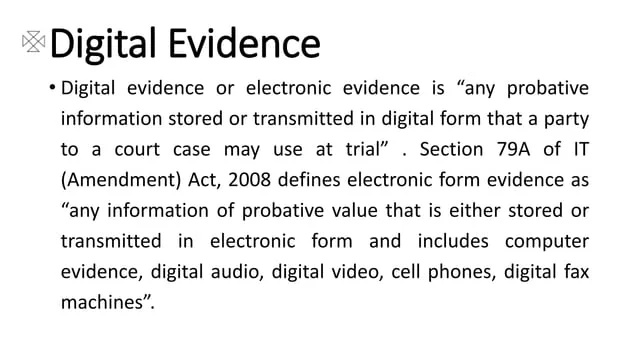 Digital Evidence
• Digital evidence or electronic evidence is “any probative
information stored or transmitted in digital form that a party
to a court case may use at trial” . Section 79A of IT
(Amendment) Act, 2008 defines electronic form evidence as
“any information of probative value that is either stored or
transmitted in electronic form and includes computer
evidence, digital audio, digital video, cell phones, digital fax
machines”.